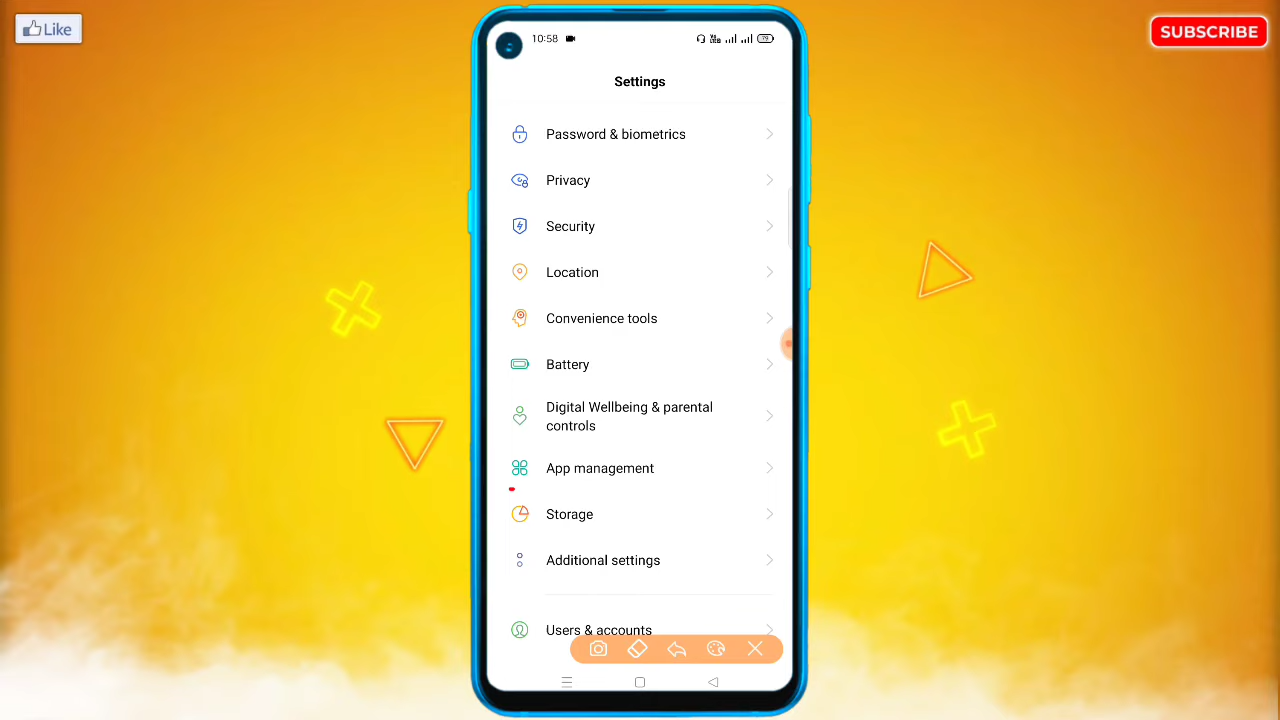 Like
SUBSCRIBE
10:58
79
Settings
Password & biometrics
Privacy
Security
Location
Convenience tools
Battery
Digital Wellbeing & parental
controls
App management
Storage
Additional settings
Users & accounts